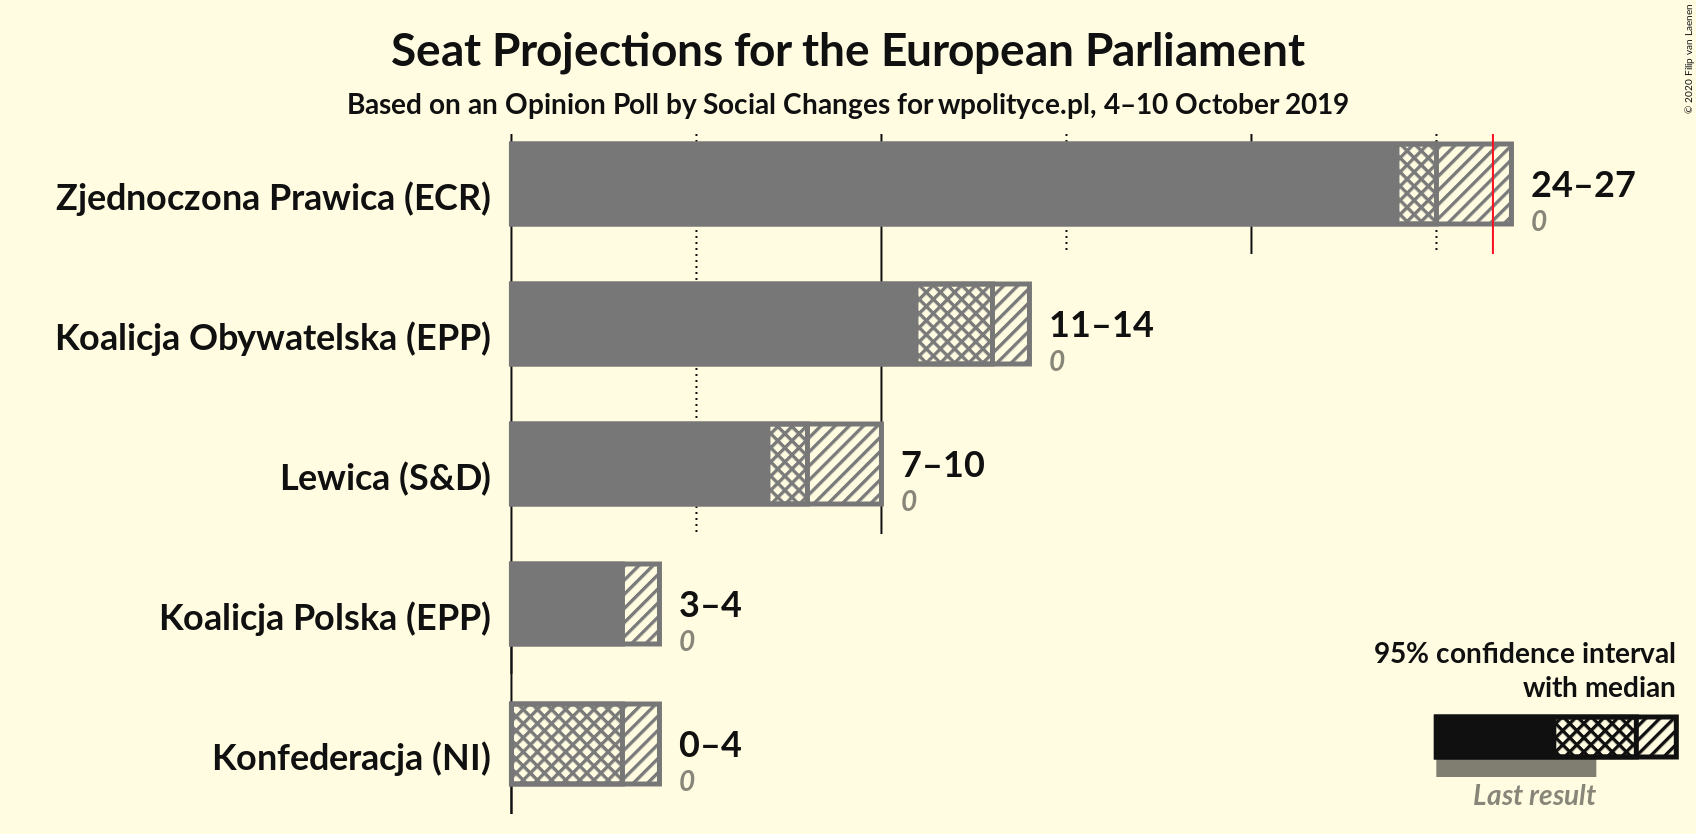 Seat Projections for the European Parliament
Based on an Opinion Poll by Social Changes for wpolityce.pl, 4–10 October 2019
© 2020 Filip van Laenen
Zjednoczona Prawica (ECR)
24–27
0
Koalicja Obywatelska (EPP)
11–14
0
Lewica (S&D)
7–10
0
Koalicja Polska (EPP)
3–4
0
Konfederacja (NI)
0–4
0
95% confidence interval
with median
Last result